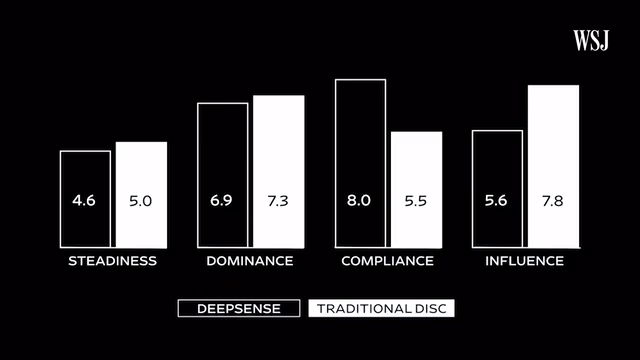 WSJ
4.6 5.0 6.9 7.3 8.0 5.5 5.6 7.8
STEADINESS DOMINANCE COMPLIANCE INFLUENCE
DEEPSENSE TRADITIONAL DISC